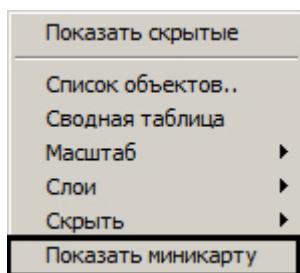 Показать скрытые
Список объектов..
Сводная таблица
Масштаб
Слои
Скрыть
Показать миникарту